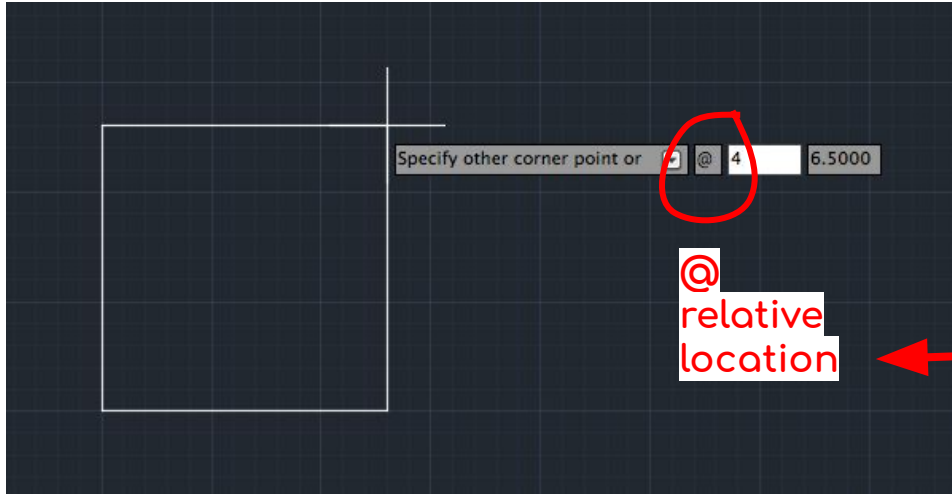 Specify other corner point or @ 4 6.5000
@
relative
location